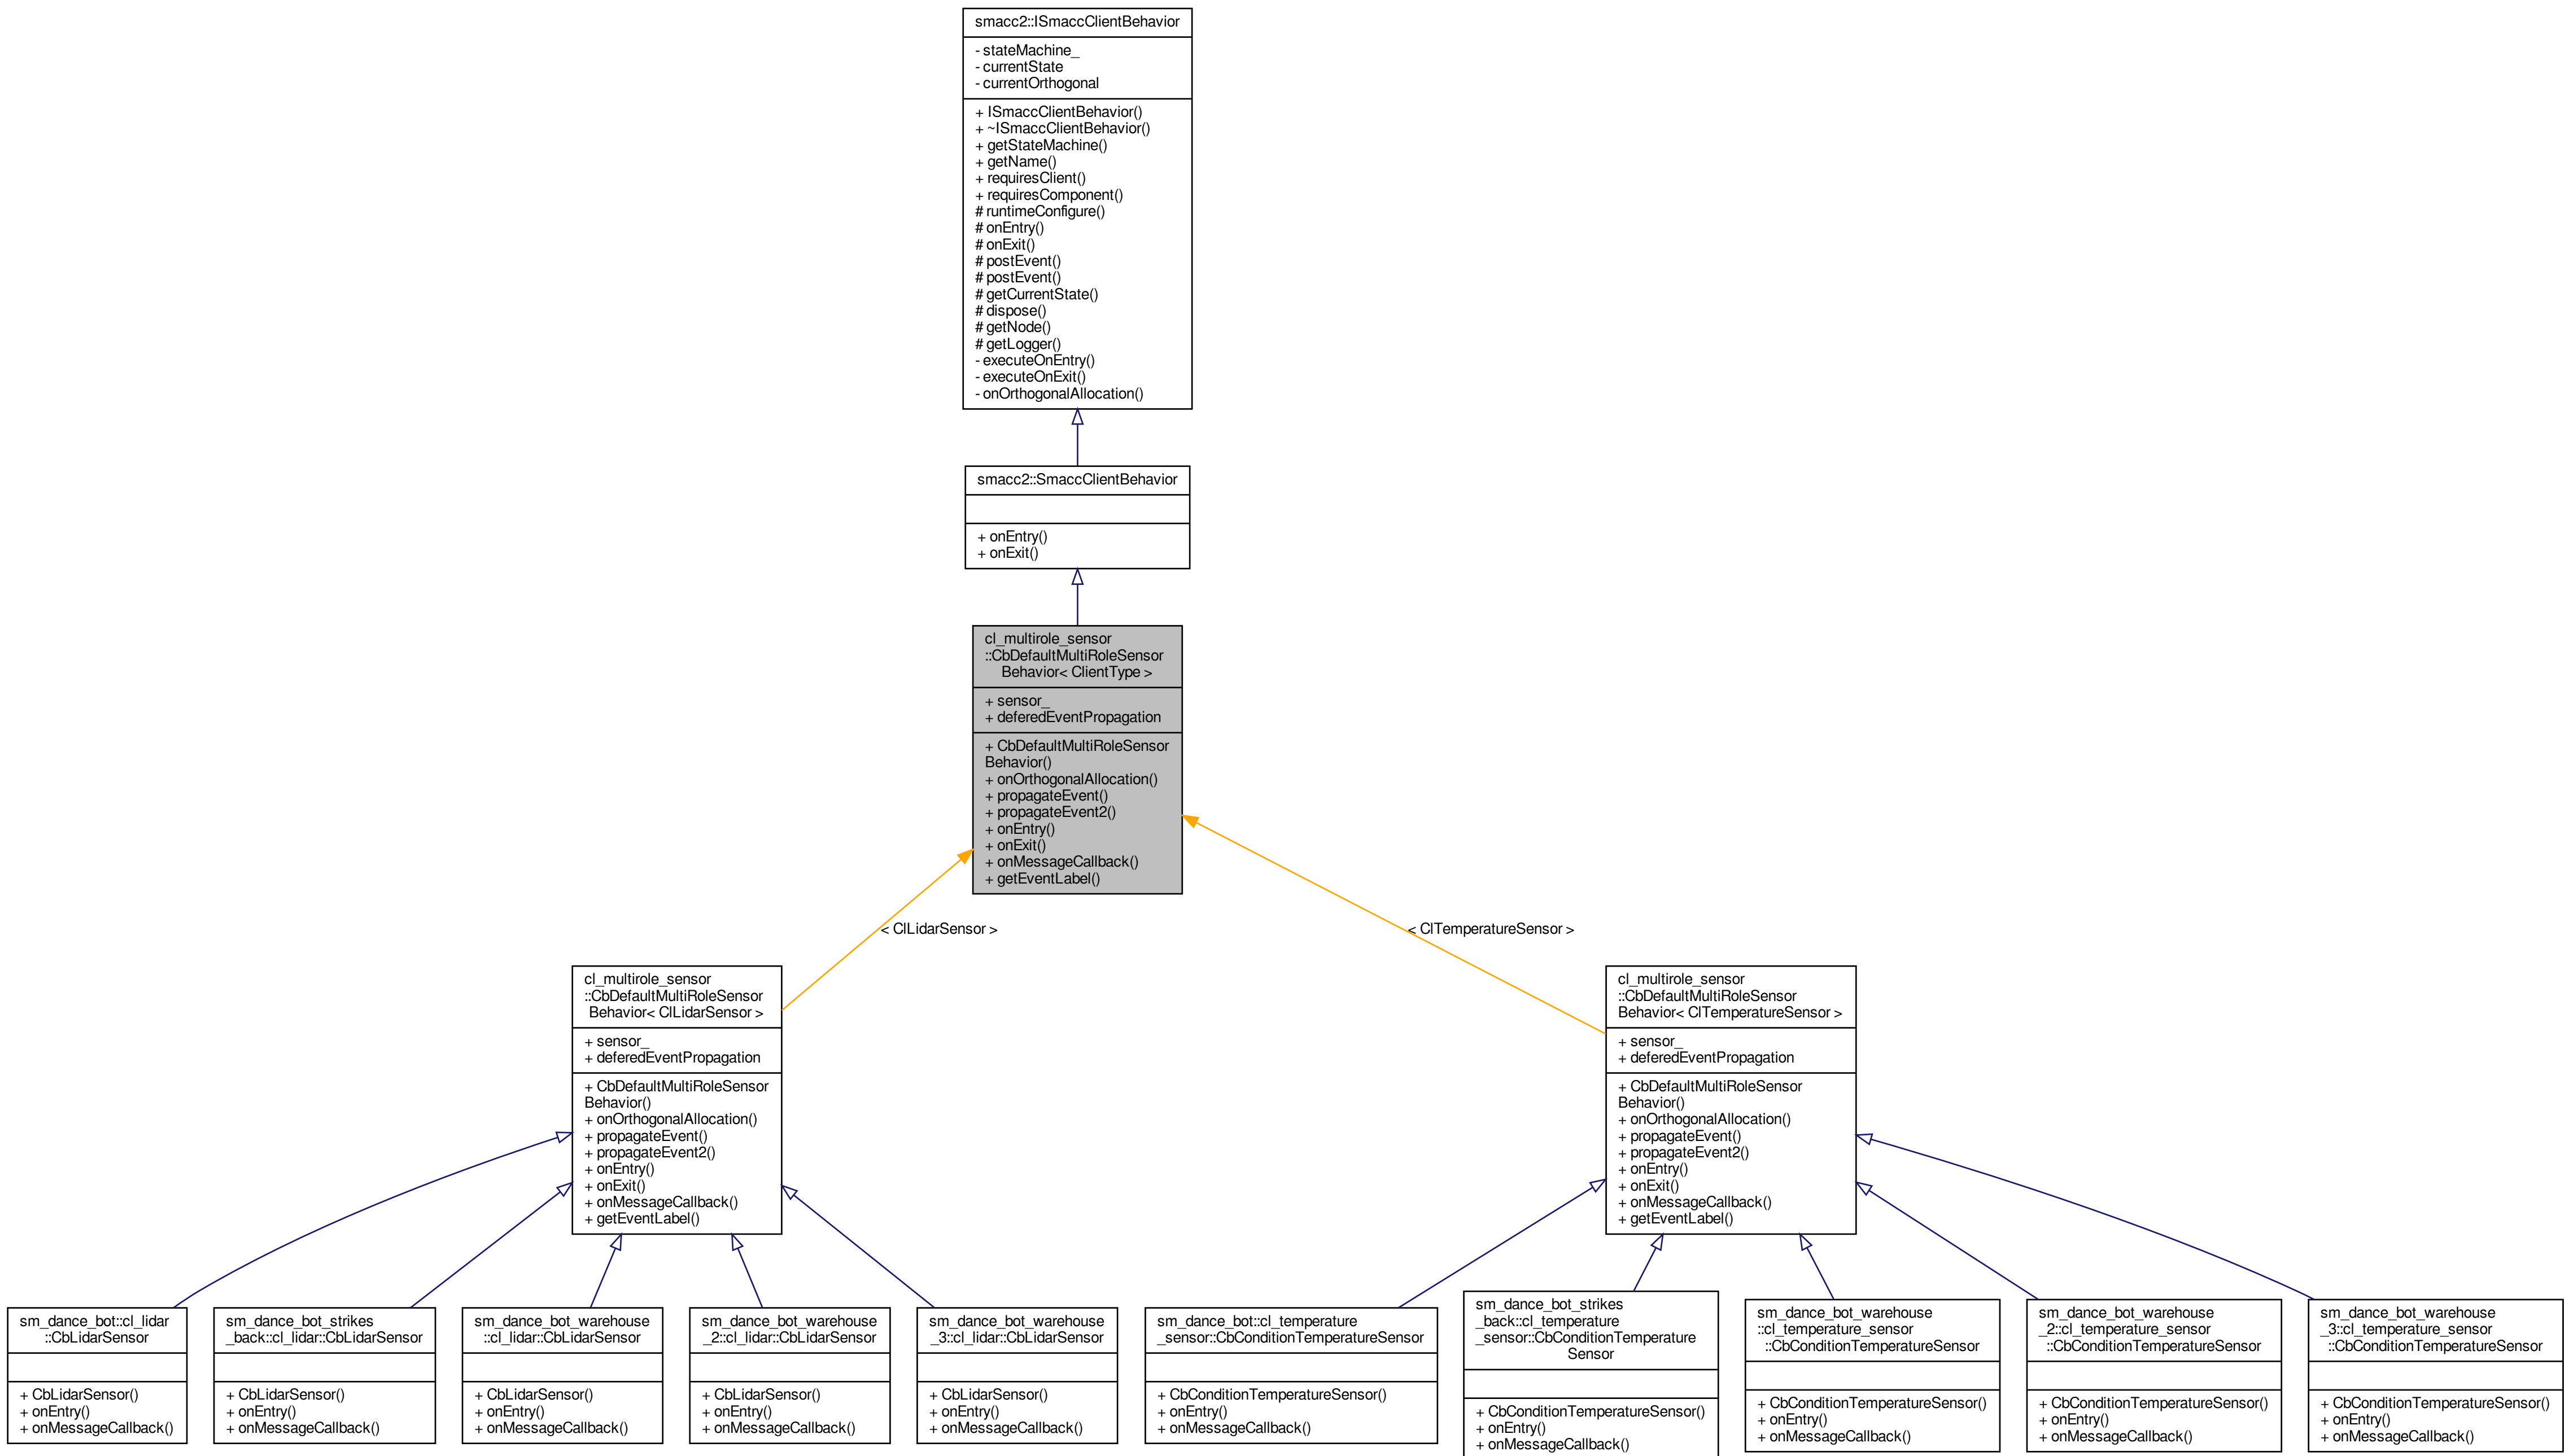 smacc2::ISmaccClientBehavior
- stateMachine_
- currentState
- currentOrthogonal
+ ISmaccClientBehavior()
+ ~ISmaccClientBehavior()
+ getStateMachine()
+ getName()
+ requiresClient()
+ requiresComponent()
# runtimeConfigure()
# onEntry()
# onExit()
# postEvent()
# postEvent()
# getCurrentState()
# dispose()
# getNode()
# getLogger()
- executeOnEntry()
- executeOnExit()
- onOrthogonalAllocation()
smacc2::SmaccClientBehavior
+ onEntry()
+ onExit()
cl_multirole_sensor
::CbDefaultMultiRoleSensor
Behavior< ClientType >
+ sensor_
+ deferedEventPropagation
+ CbDefaultMultiRoleSensor
Behavior()
+ onOrthogonalAllocation()
+ propagateEvent()
+ propagateEvent2()
+ onEntry()
+ onExit()
+ onMessageCallback()
+ getEventLabel()
< ClLidarSensor >
< ClTemperatureSensor >
cl_multirole_sensor
::CbDefaultMultiRoleSensor
Behavior< ClLidarSensor >
+ sensor_
+ deferedEventPropagation
+ CbDefaultMultiRoleSensor
Behavior()
+ onOrthogonalAllocation()
+ propagateEvent()
+ propagateEvent2()
+ onEntry()
+ onExit()
+ onMessageCallback()
+ getEventLabel()
cl_multirole_sensor
::CbDefaultMultiRoleSensor
Behavior< ClTemperatureSensor >
+ sensor_
+ deferedEventPropagation
+ CbDefaultMultiRoleSensor
Behavior()
+ onOrthogonalAllocation()
+ propagateEvent()
+ propagateEvent2()
+ onEntry()
+ onExit()
+ onMessageCallback()
+ getEventLabel()
sm_dance_bot::cl_lidar
::CbLidarSensor
+ CbLidarSensor()
+ onEntry()
+ onMessageCallback()
sm_dance_bot_strikes
_back::cl_lidar::CbLidarSensor
+ CbLidarSensor()
+ onEntry()
+ onMessageCallback()
sm_dance_bot_warehouse
::cl_lidar::CbLidarSensor
+ CbLidarSensor()
+ onEntry()
+ onMessageCallback()
sm_dance_bot_warehouse
_2::cl_lidar::CbLidarSensor
+ CbLidarSensor()
+ onEntry()
+ onMessageCallback()
sm_dance_bot_warehouse
_3::cl_lidar::CbLidarSensor
+ CbLidarSensor()
+ onEntry()
+ onMessageCallback()
sm_dance_bot::cl_temperature
_sensor::CbConditionTemperatureSensor
+ CbConditionTemperatureSensor()
+ onEntry()
+ onMessageCallback()
sm_dance_bot_strikes
_back::cl_temperature
_sensor::CbConditionTemperature
Sensor
+ CbConditionTemperatureSensor()
+ onEntry()
+ onMessageCallback()
sm_dance_bot_warehouse
::cl_temperature_sensor
::CbConditionTemperatureSensor
+ CbConditionTemperatureSensor()
+ onEntry()
+ onMessageCallback()
sm_dance_bot_warehouse
_2::cl_temperature_sensor
::CbConditionTemperatureSensor
+ CbConditionTemperatureSensor()
+ onEntry()
+ onMessageCallback()
sm_dance_bot_warehouse
_3::cl_temperature_sensor
::CbConditionTemperatureSensor
+ CbConditionTemperatureSensor()
+ onEntry()
+ onMessageCallback()